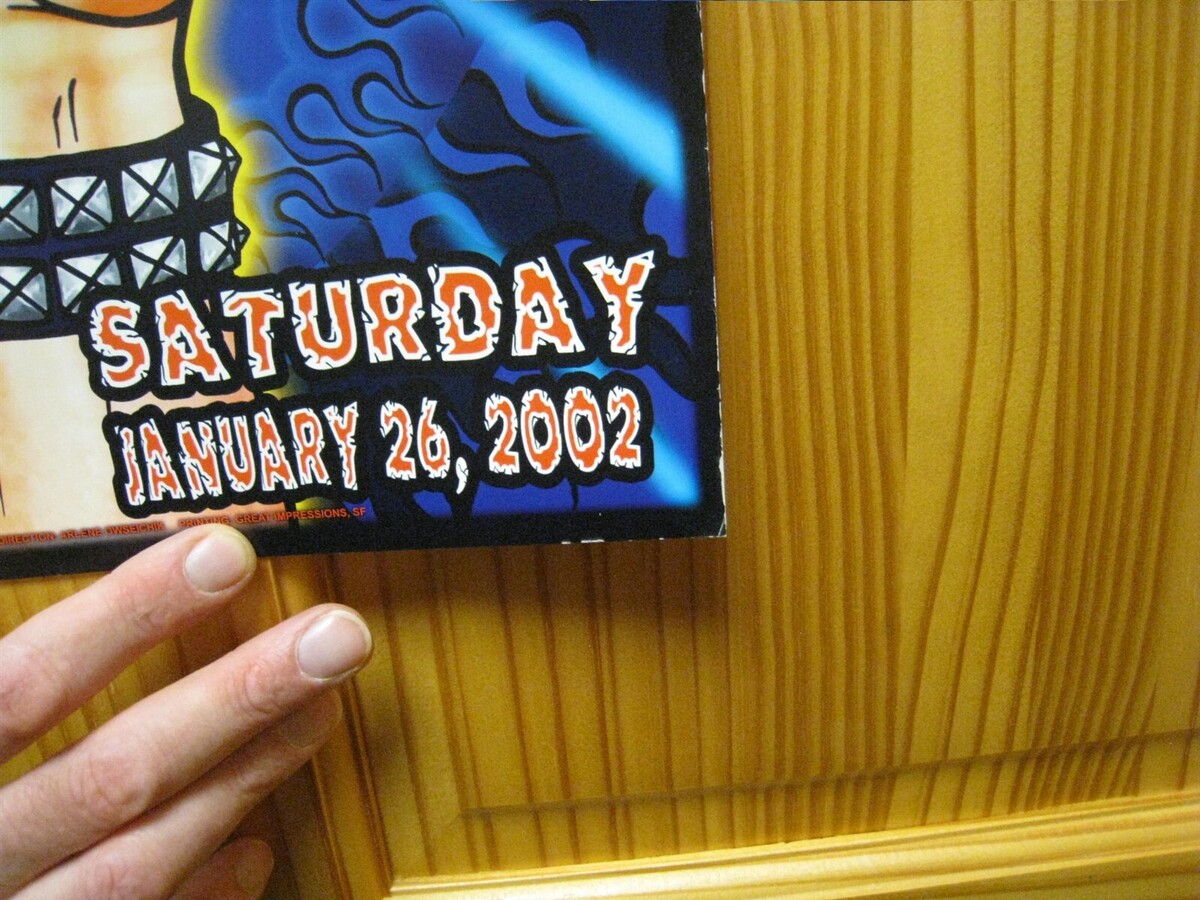 SATURDAY
JANUARY 26, 2002
DIRECTION ARLENE OWSEICHIK PRINTING GREAT IMPRESSIONS, SF